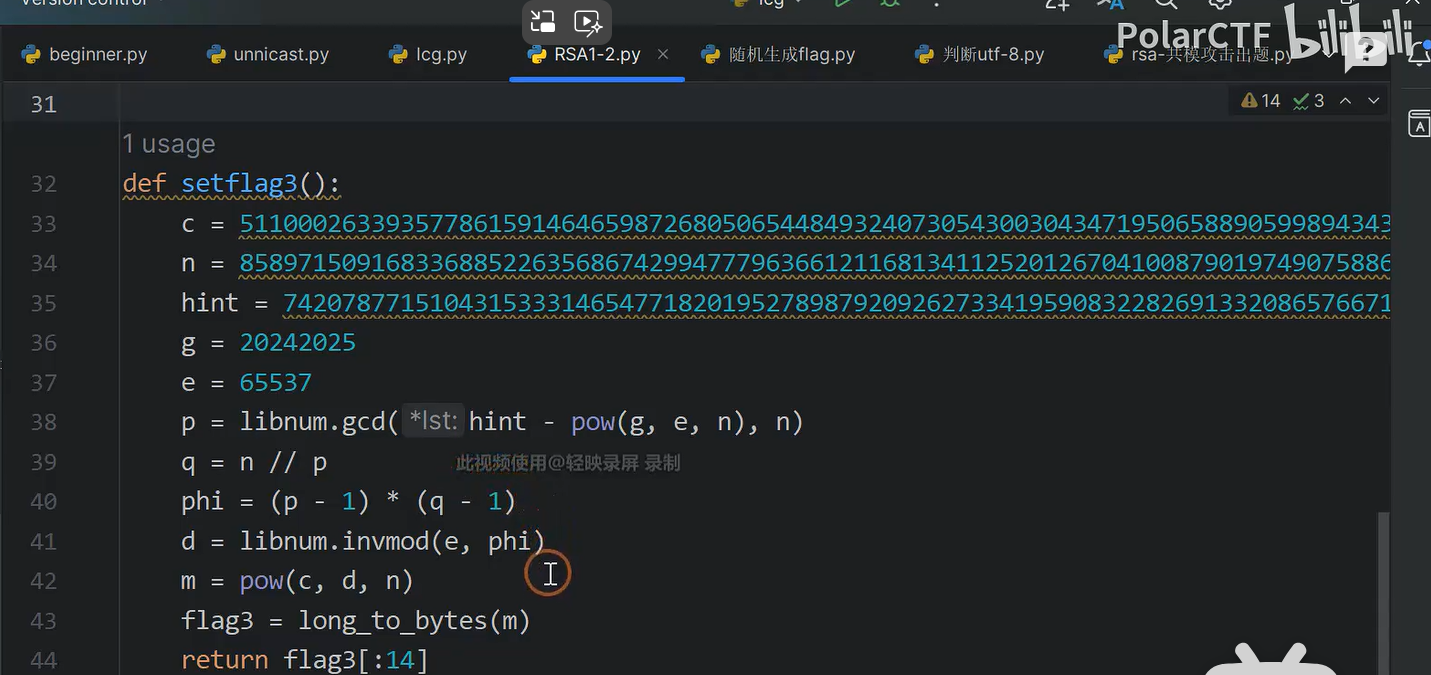 Version control
lcg
PolarCTF bilibili
beginner.py unnicast.py lcg.py RSA1-2.py 随机生成flag.py 判断utf-8.py rsa-共模攻击出题.py
31 14 3
1 usage
32 def setflag3():
33 c = 511000263393577861591464659872680506544849324073054300304347195065889059989434
34 n = 858971509168336885226356867429947779636612116813411252012670410087901974907588
35 hint = 742078771510431533314654771820195278987920926273341959083228269133208657667
36 g = 20242025
37 e = 65537
38 p = libnum.gcd( *lst: hint - pow(g, e, n), n)
39 q = n // p
此视频使用@轻映录屏 录制
40 phi = (p - 1) * (q - 1)
41 d = libnum.invmod(e, phi)
42 m = pow(c, d, n)
43 flag3 = long_to_bytes(m)
44 return flag3[:14]